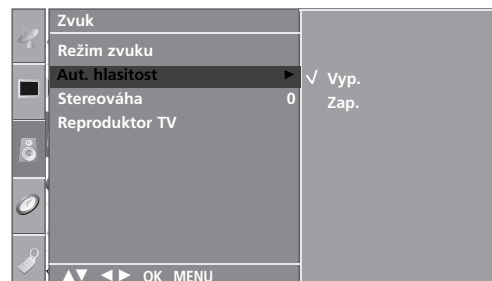 Zvuk
Režim zvuku
Aut. hlasitost ►
Stereováha 0
Reproduktor TV
√ Vyp.
Zap.
▲▼ ◄► OK MENU